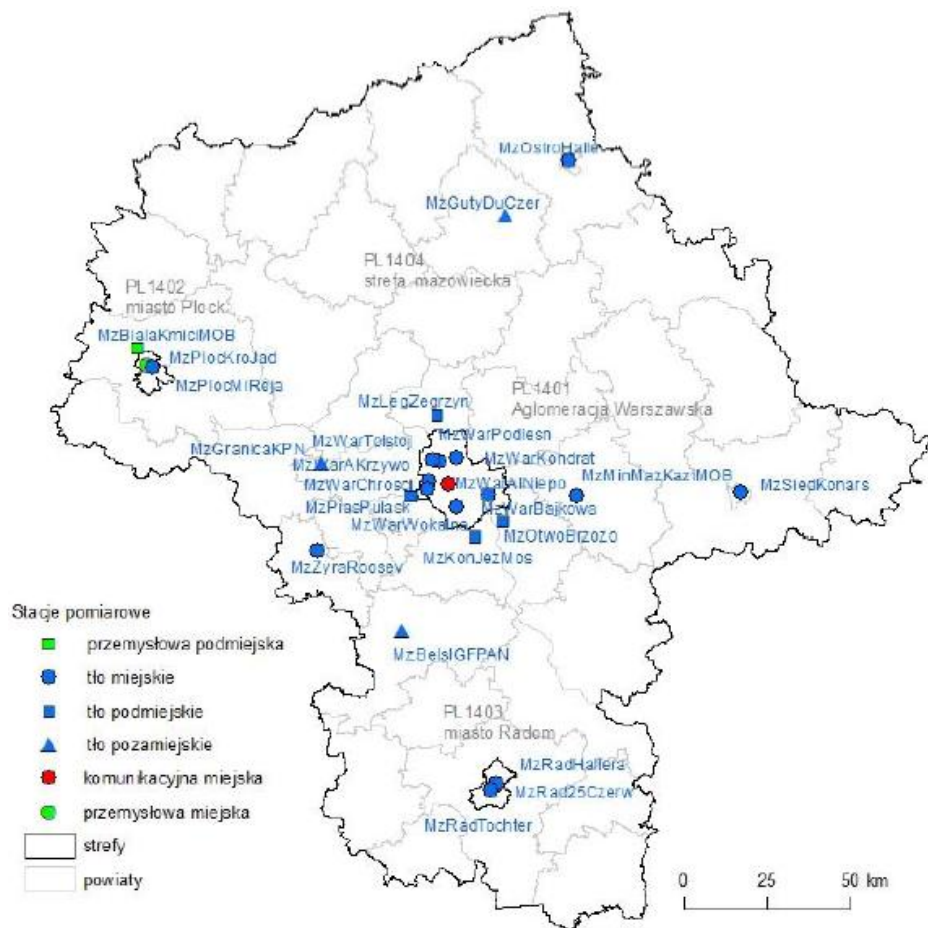 MzOstroHalle
MzGutyDuCzer
PL1404
strefa mazowiecka
PL1402
miasto Płock
MzBialaKmiciMOB
MzPlocKroJad
MzPlocMiReja
PL1401
Aglomeracja Warszawska
MzLegZegrzyn
MzWarTolstoj
MzWarPodlesn
MzGranicaKPN
MzWarKondrat
MzWarAKrzywo
MzMinMazKaziMOB
MzWarChrosci
MzWarAlNiepo
MzSiedKonars
MzPiasPulask
MzWarBajkowa
MzWarWokalna
MzOtwoBrzozo
MzKonJezMos
MzZyraRoosev
Stacje pomiarowe
przemysłowa podmiejska
tło miejskie
tło podmiejskie
tło pozamiejskie
komunikacyjna miejska
przemysłowa miejska
strefy
powiaty
MzBelsIGFPAN
PL1403
miasto Radom
MzRadHallera
MzRad25Czerw
MzRadTochter
0 25 50 km